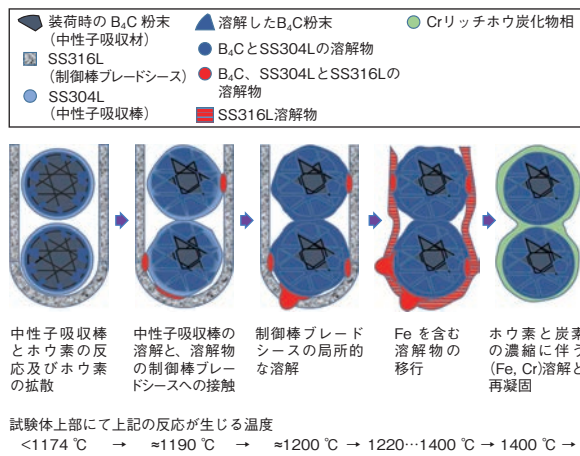 装荷時のB₄C 粉末
(中性子吸収材)
SS316L
(制御棒ブレードシース)
SS304L
(中性子吸収棒)
溶解したB₄C粉末
B₄CとSS304Lの溶解物
B₄C、SS304LとSS316Lの
溶解物
SS316L溶解物
Crリッチホウ炭化物相
中性子吸収棒
とホウ素の反
応及びホウ素
の拡散
中性子吸収棒の
溶解と、溶解物
の制御棒ブレー
ドシースへの接触
制御棒ブレード
シースの局所的
な溶解
Fe を含む
溶解物の
移行
ホウ素と炭素
の濃縮に伴う
(Fe, Cr)溶解と
再凝固
試験体上部にて上記の反応が生じる温度
<1174 ℃ → ≈1190 ℃ → ≈1200 ℃ → 1220…1400 ℃ → 1400 ℃ →